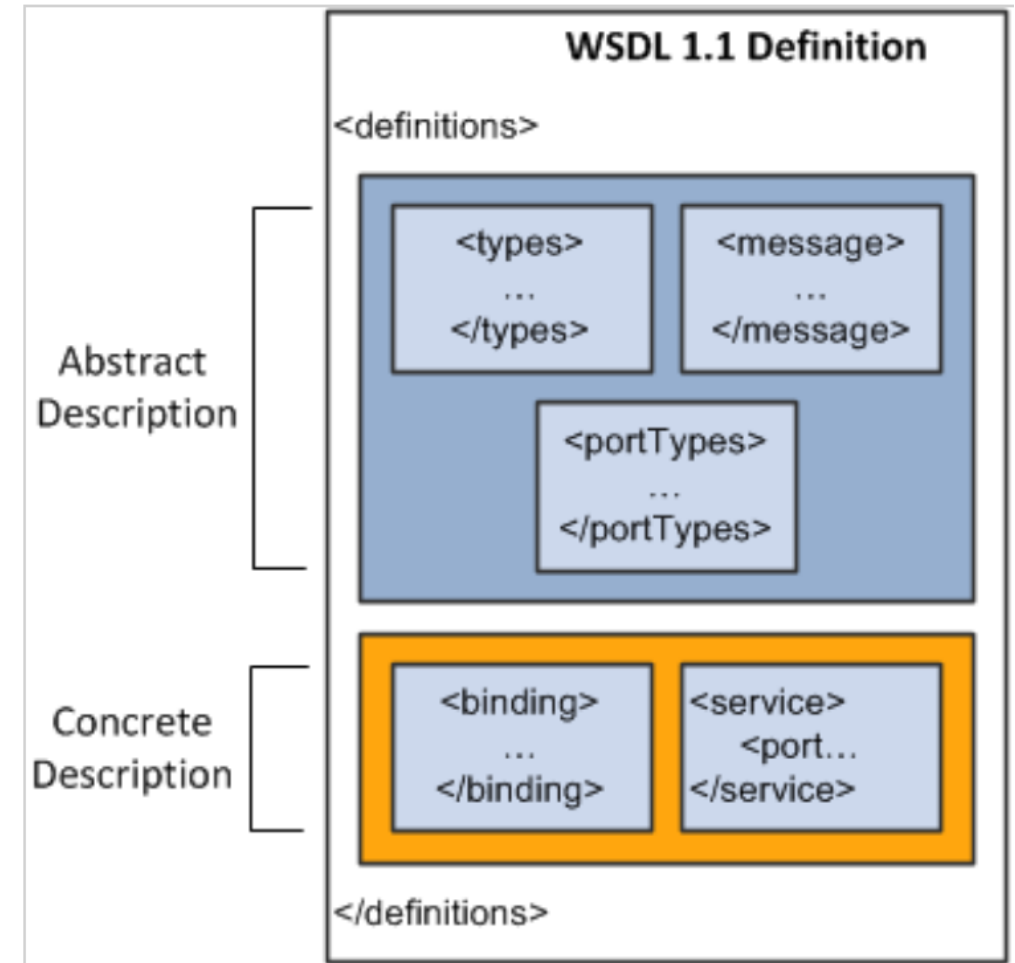 WSDL 1.1 Definition
<definitions>
<types>
...
</types>
<message>
...
</message>
Abstract
Description
<portTypes>
...
</portTypes>
Concrete
Description
<binding>
...
</binding>
<service>
<port...
</service>
</definitions>